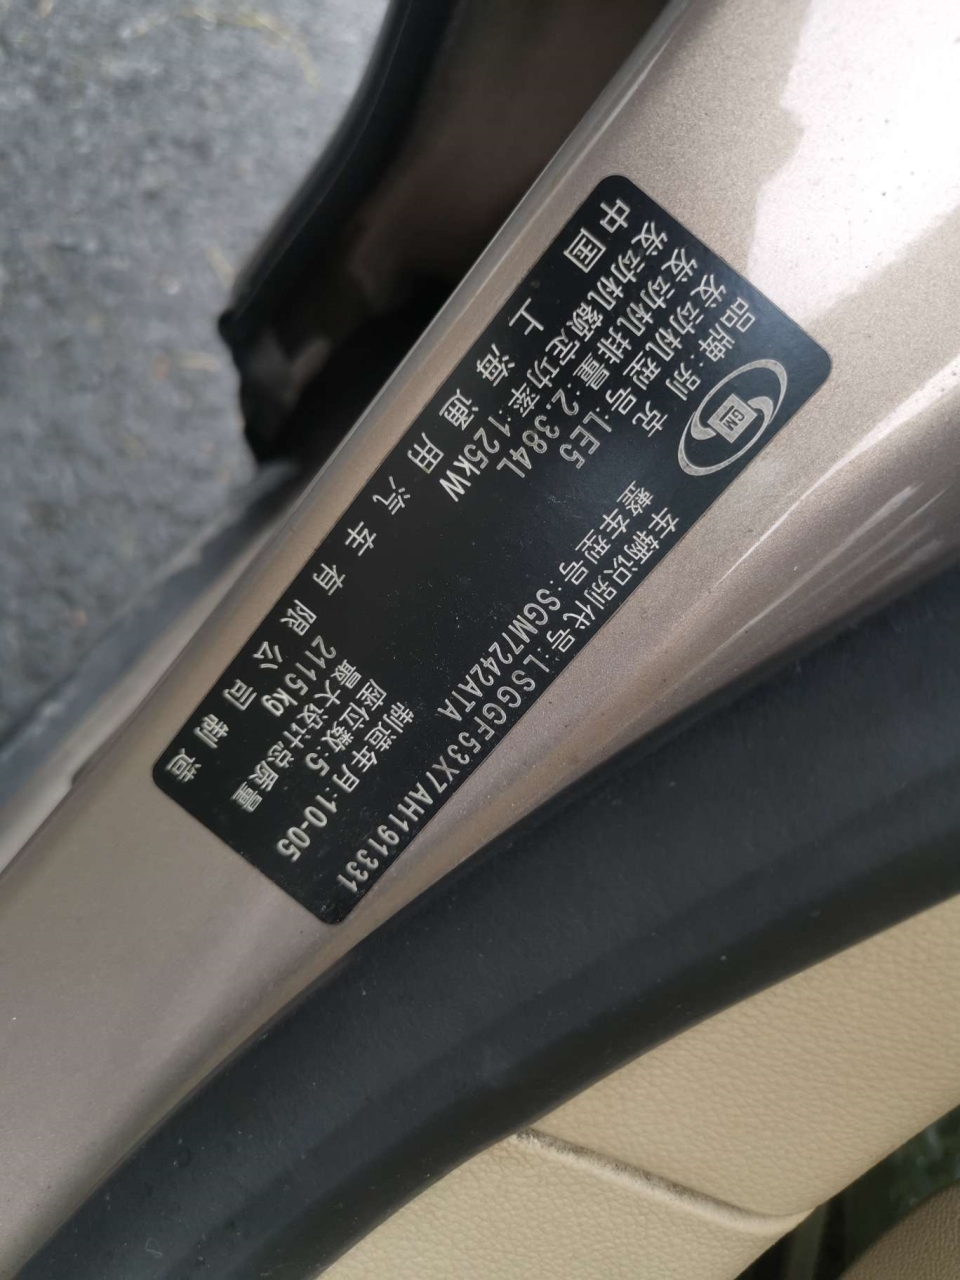 GM
品牌:别克
车辆识别代号:LSGGF53X7AH191331
发动机型号:LE5
整车型号:SGM7242ATA
发动机排量:2.384L
制造年月:10-05
发动机额定功率:125kW
座位数:5
最大设计总质量
2115kg
中国 上海通用汽车有限公司制造